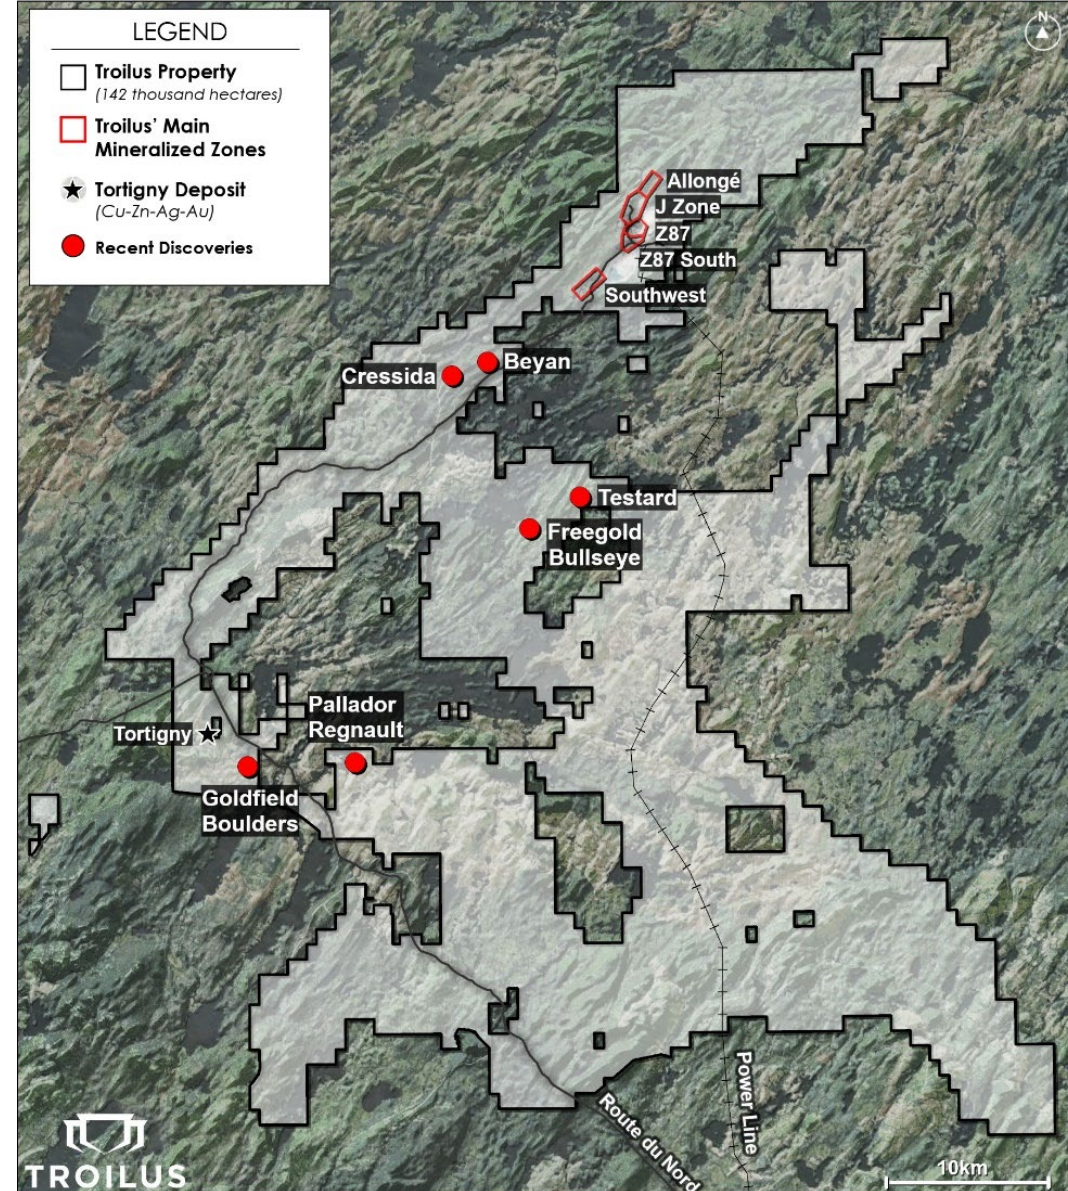 LEGEND
Troilus Property
(142 thousand hectares)
Troilus' Main
Mineralized Zones
Tortigny Deposit
(Cu-Zn-Ag-Au)
Recent Discoveries
N
Allongé
J Zone
Z87
Z87 South
Southwest
Beyan
Cressida
Testard
Freegold
Bullseye
Pallador
Regnault
Tortigny
Goldfield
Boulders
Route du Nord
Power Line
10km
TROILUS